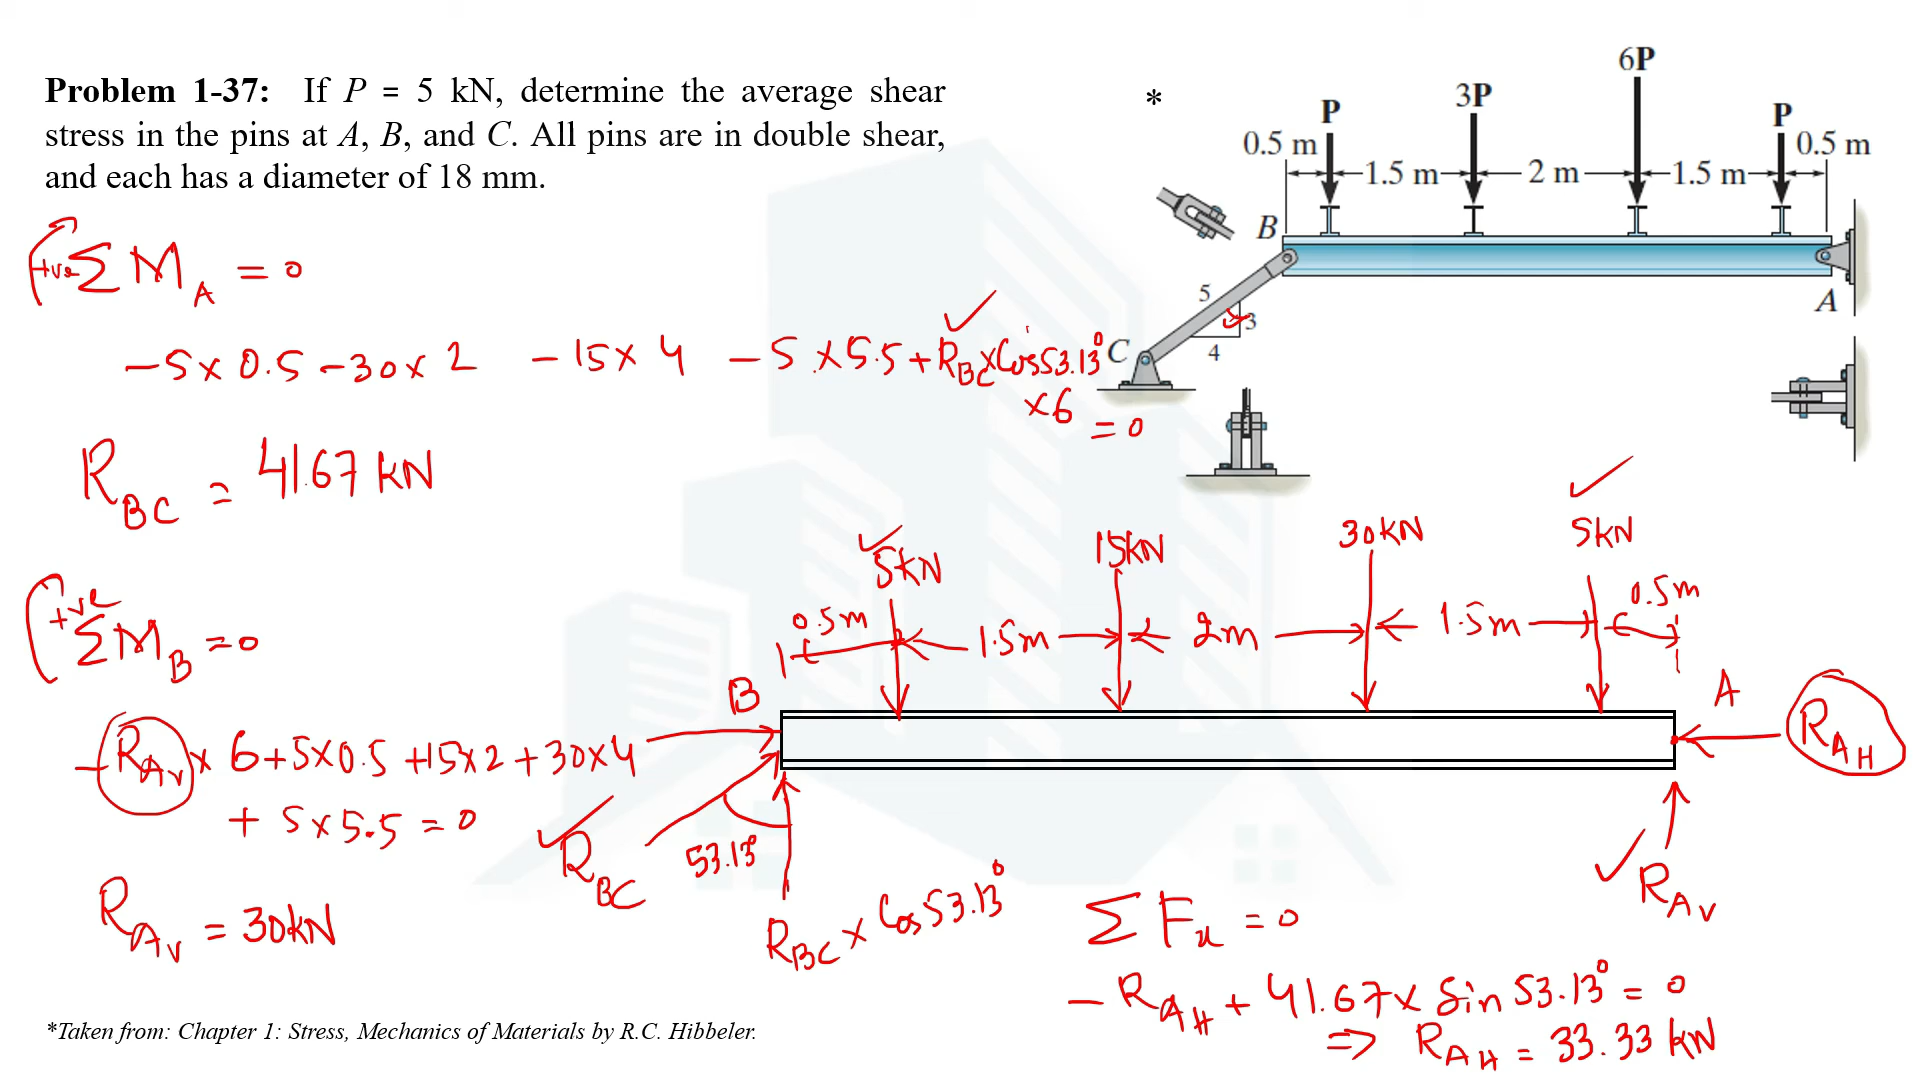 Problem 1-37: If P = 5 kN, determine the average shear
stress in the pins at A, B, and C. All pins are in double shear,
and each has a diameter of 18 mm.
*
6P
3P
P
P
0.5 m
0.5 m
1.5 m
2 m
1.5 m
B
A
5
3
4
C
+ve ΣM_A = 0
-5×0.5-30×2 -15×4 -5×5.5+R_BC×Cos53.13°
×6
=0
R_BC = 41.67 kN
+ve
ΣM_B =0
-R_AV × 6+5×0.5+15×2+30×4
+ 5×5.5 = 0
R_AV = 30kN
5kN
15kN
30kN
5kN
0.5m
1.5m
2m
1.5m
0.5m
B
A
R_AH
R_BC
53.13°
R_BC × Cos53.13°
R_AV
ΣF_x = 0
-R_AH + 41.67× Sin 53.13° = 0
⇒ R_AH = 33.33 kN
*Taken from: Chapter 1: Stress, Mechanics of Materials by R.C. Hibbeler.